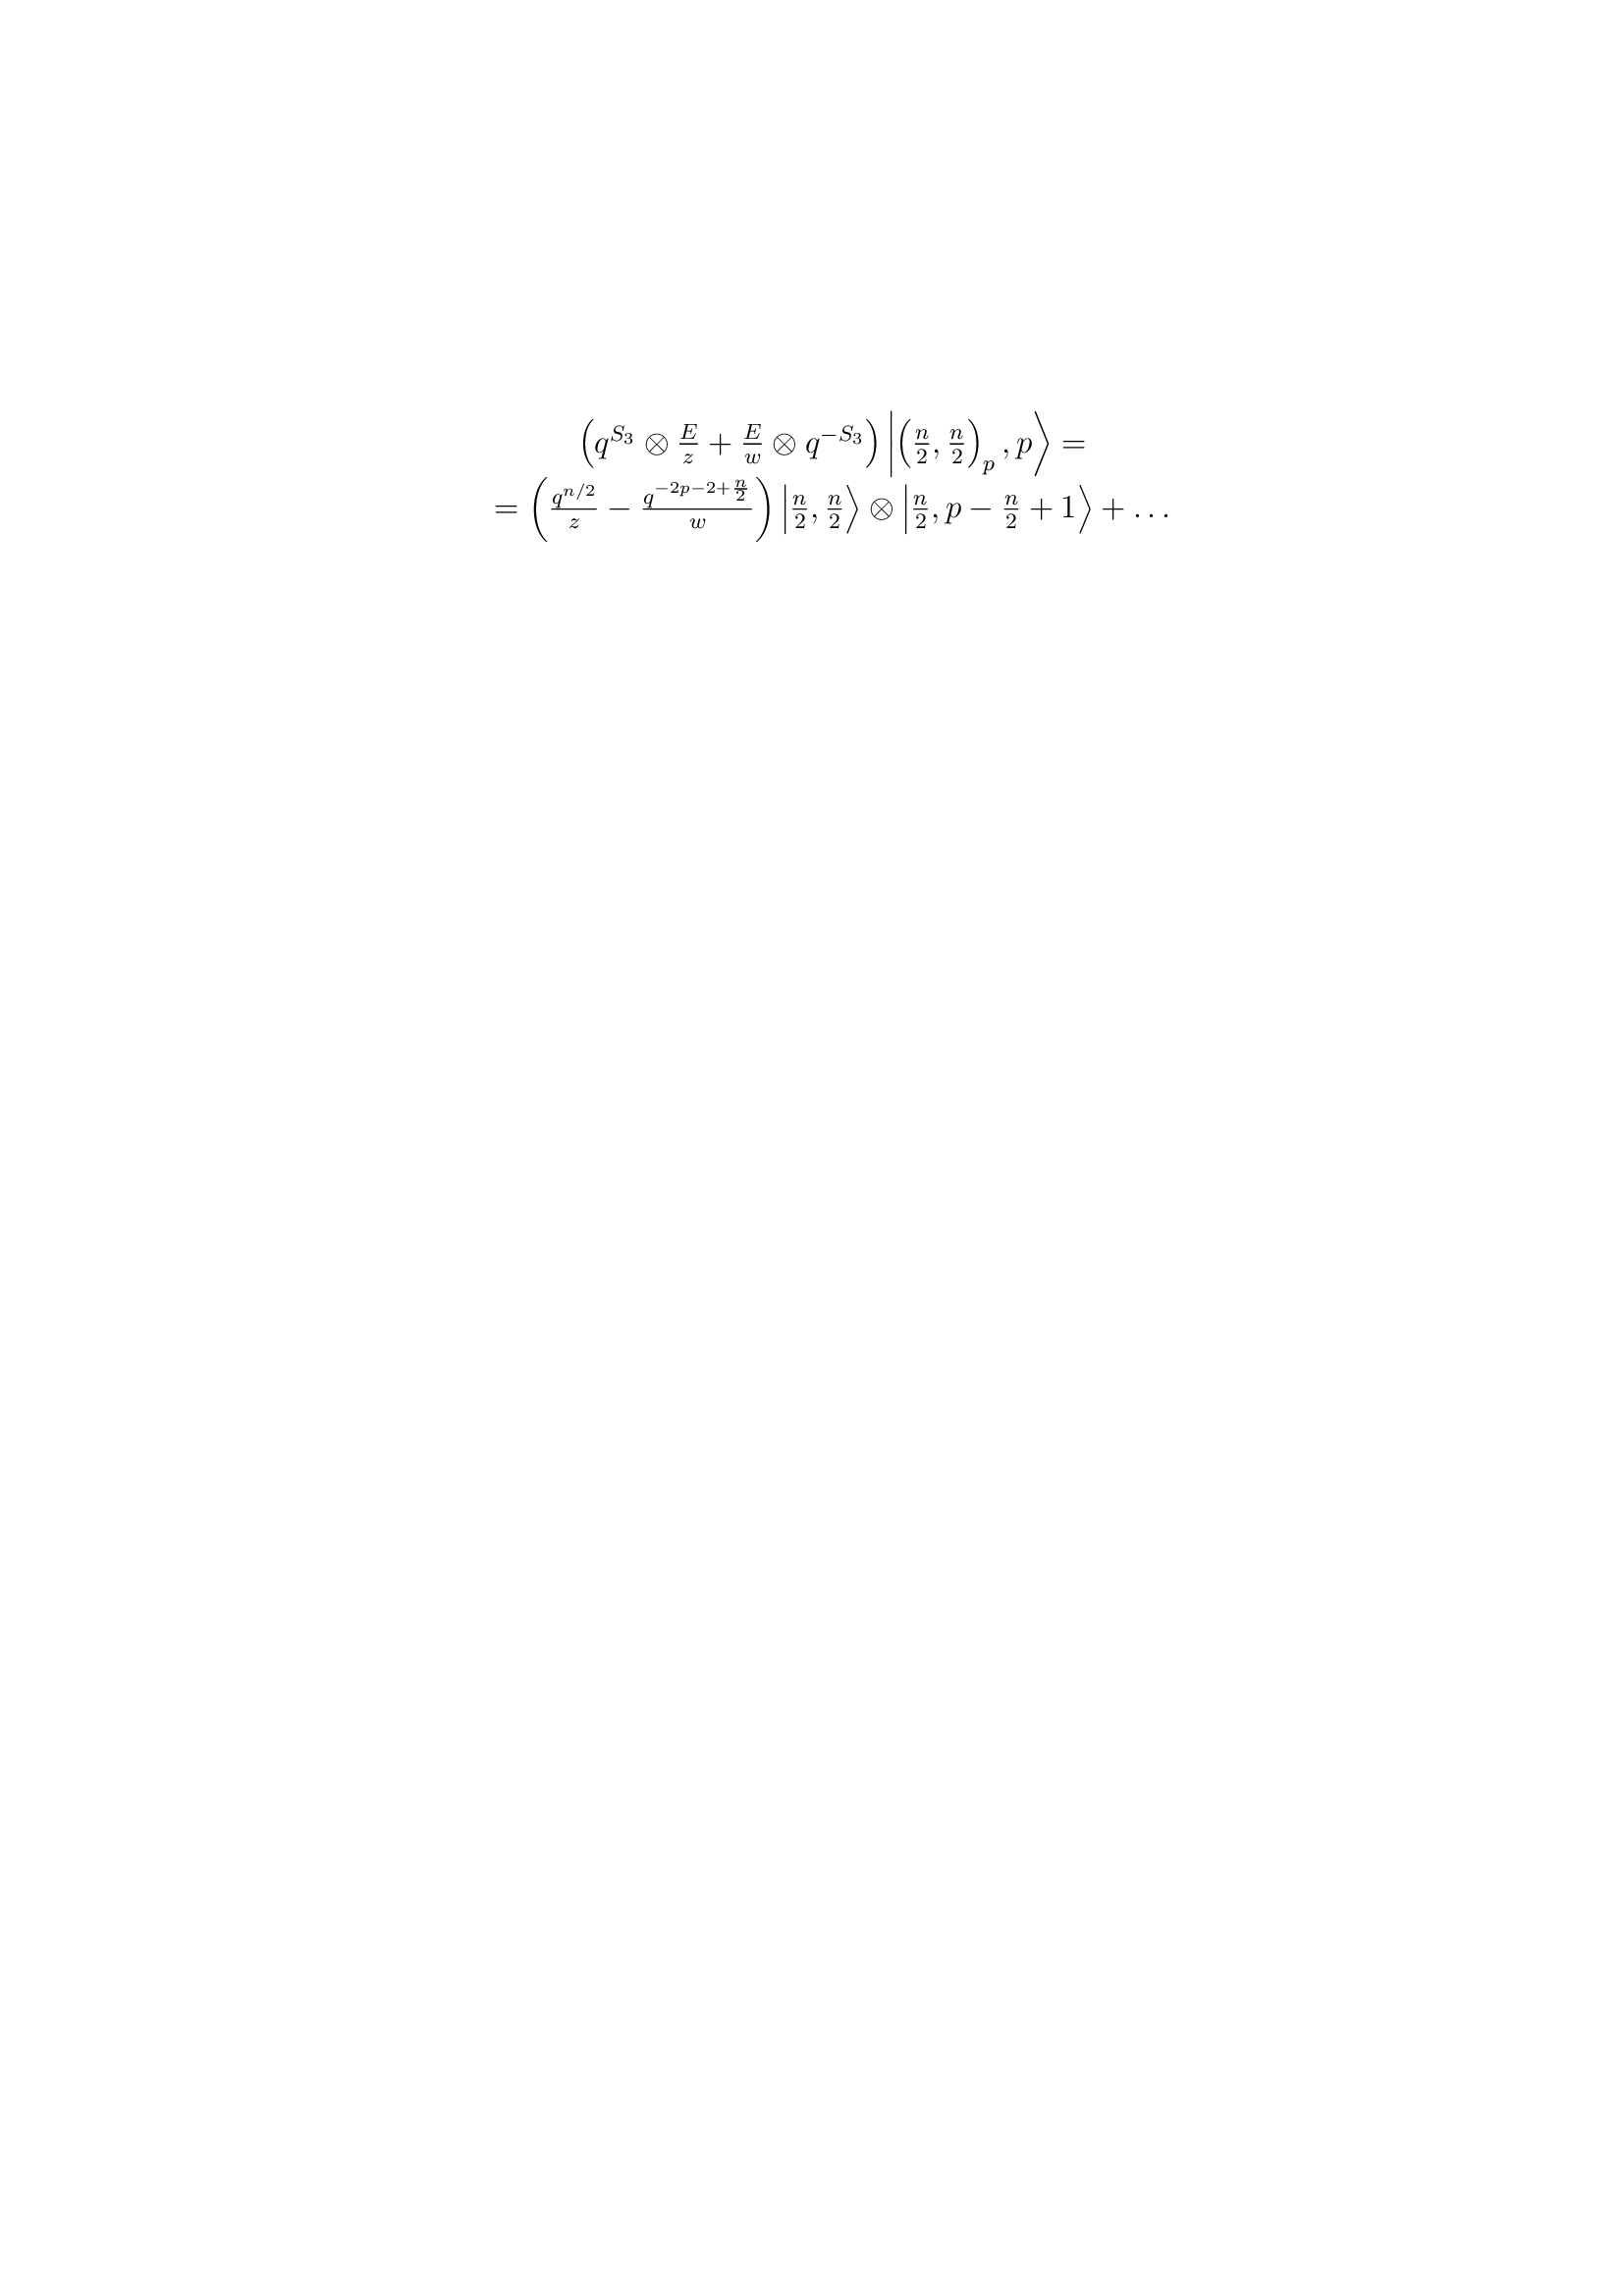 \left( q^{S_3} \otimes \frac{E}{z} + \frac{E}{w} \otimes q^{-S_3} \right) \left| \left( \frac{n}{2}, \frac{n}{2} \right)_p, p \right\rangle =
= \left( \frac{q^{n/2}}{z} - \frac{q^{-2p-2+\frac{n}{2}}}{w} \right) \left| \frac{n}{2}, \frac{n}{2} \right\rangle \otimes \left| \frac{n}{2}, p - \frac{n}{2} + 1 \right\rangle + \ldots